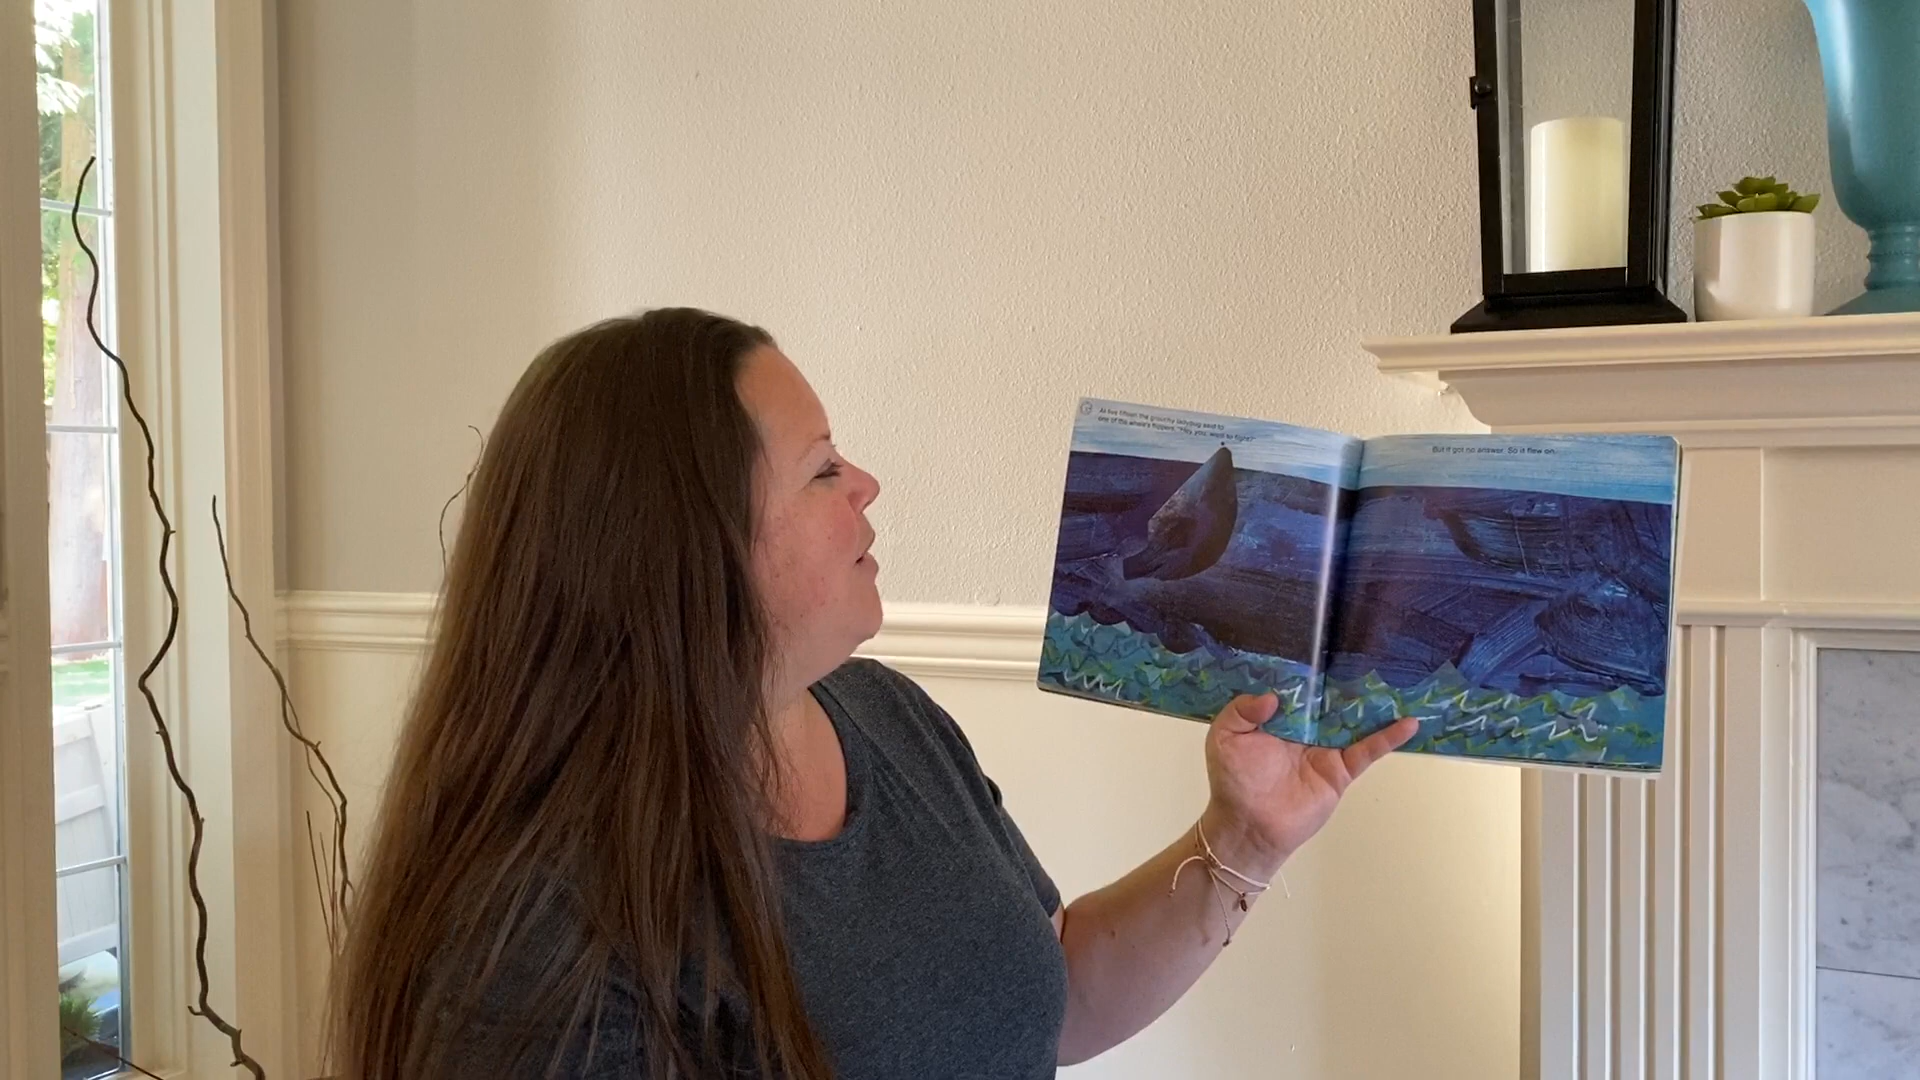 At five fifteen the grouchy ladybug said to
one of the whale's flippers, "Hey you, want to fight?"
But it got no answer. So it flew on.